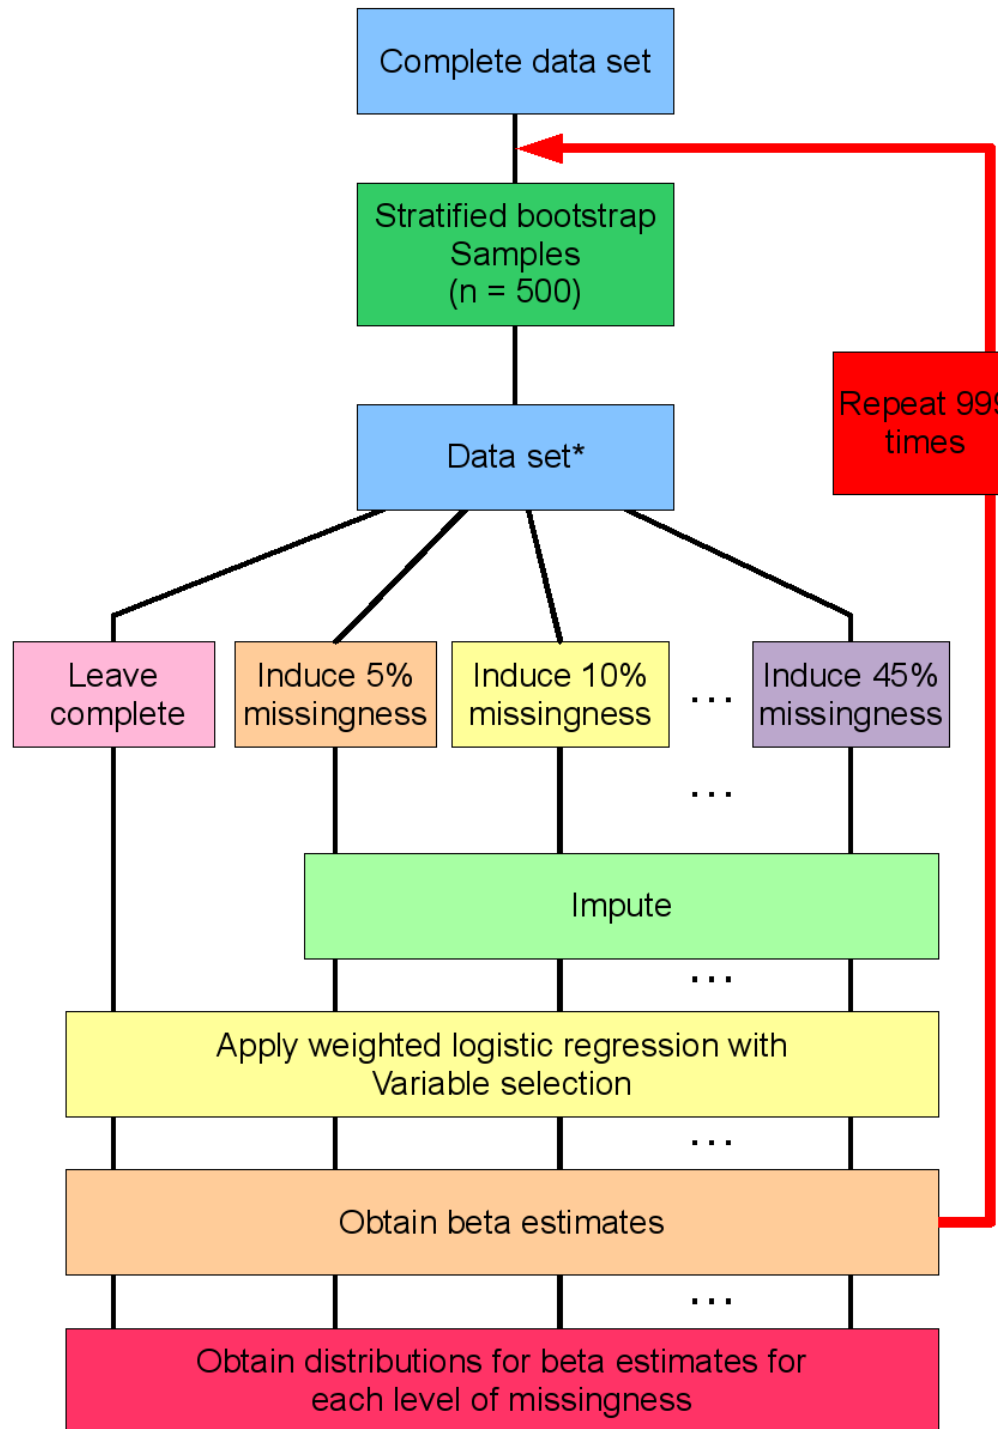 Complete data set
Stratified bootstrap
Samples
(n = 500)
Repeat 999
times
Data set*
Leave
complete
Induce 5%
missingness
Induce 10%
missingness
...
Induce 45%
missingness
...
Impute
...
Apply weighted logistic regression with
Variable selection
...
Obtain beta estimates
...
Obtain distributions for beta estimates for
each level of missingness